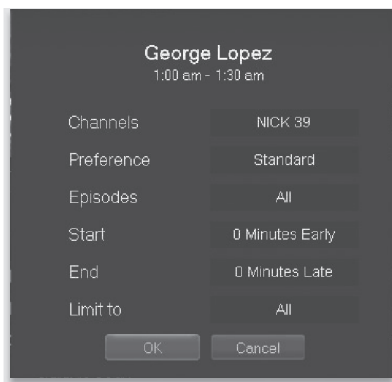 George Lopez
1:00 am - 1:30 am
Channels NICK 39
Preference Standard
Episodes All
Start 0 Minutes Early
End 0 Minutes Late
Limit to All
OK Cancel